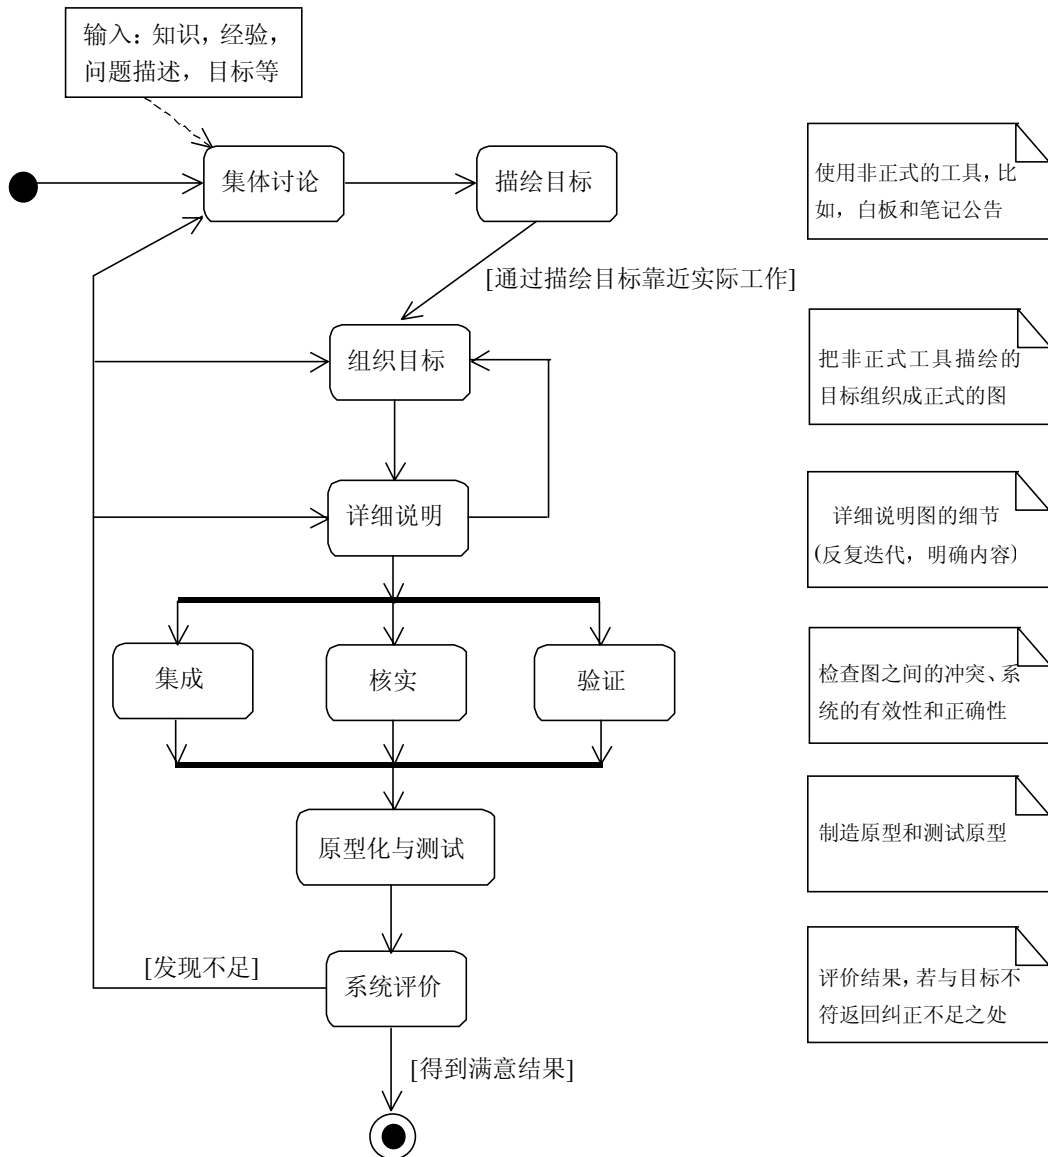 输入：知识，经验，
问题描述，目标等
集体讨论
描绘目标
使用非正式的工具，比
如，白板和笔记公告
[通过描绘目标靠近实际工作]
组织目标
把非正式工具描绘的
目标组织成正式的图
详细说明
详细说明图的细节
(反复迭代，明确内容)
集成
核实
验证
检查图之间的冲突、系
统的有效性和正确性
原型化与测试
制造原型和测试原型
[发现不足]
系统评价
评价结果，若与目标不
符返回纠正不足之处
[得到满意结果]